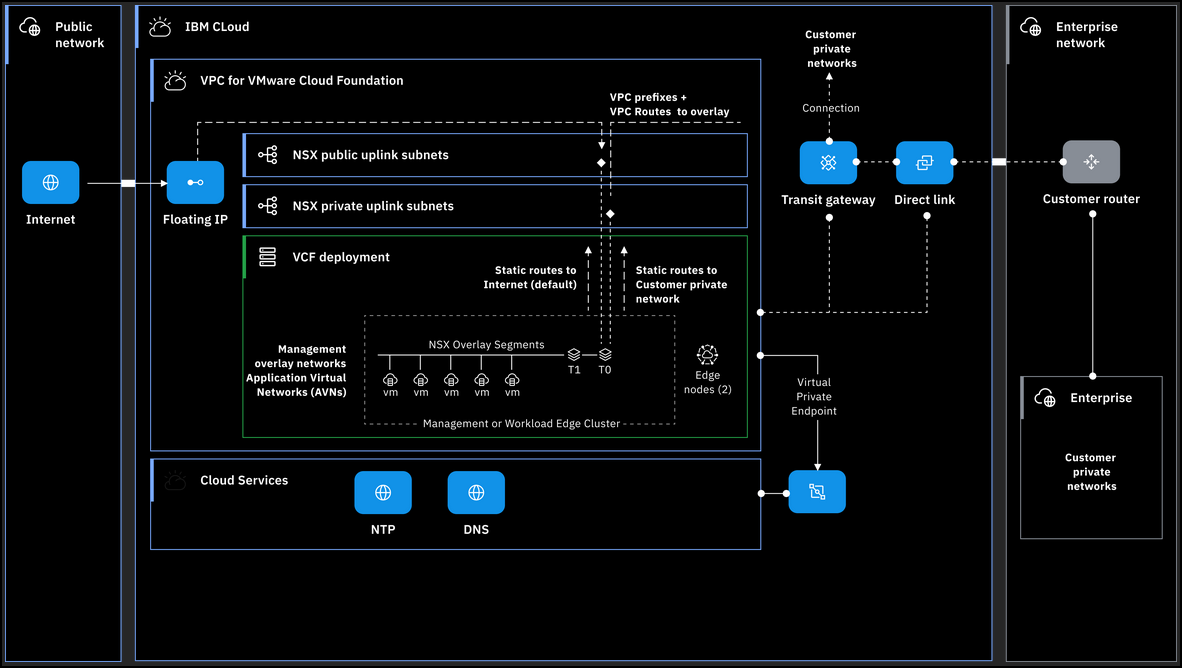 Public
network
IBM CLoud
Enterprise
network
Customer
private
networks
VPC for VMware Cloud Foundation
VPC prefixes +
VPC Routes to overlay
Connection
NSX public uplink subnets
NSX private uplink subnets
Internet
Floating IP
Transit gateway
Direct link
Customer router
VCF deployment
Static routes to
Internet (default)
Static routes to
Customer private
network
Management
overlay networks
Application Virtual
Networks (AVNs)
NSX Overlay Segments
T1
T0
vm
vm
vm
vm
vm
Edge
nodes (2)
Management or Workload Edge Cluster
Virtual
Private
Endpoint
Enterprise
Customer
private
networks
Cloud Services
NTP
DNS